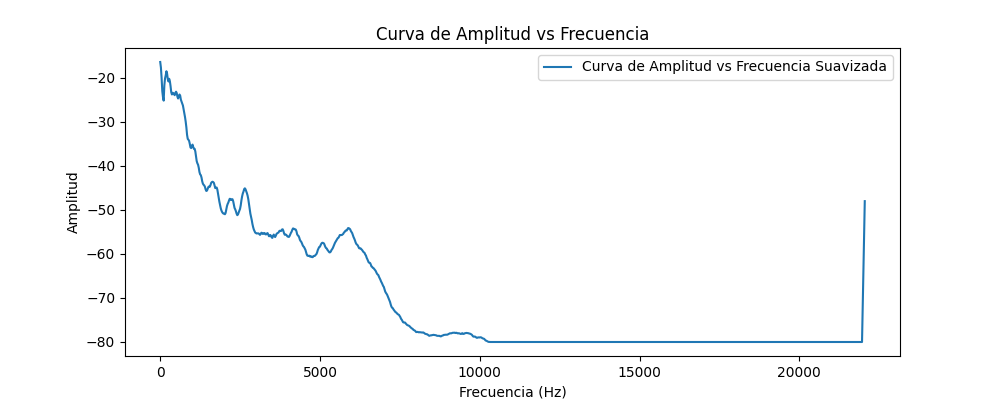 Curva de Amplitud vs Frecuencia
Curva de Amplitud vs Frecuencia Suavizada
Amplitud
−20
−30
−40
−50
−60
−70
−80
0 5000 10000 15000 20000
Frecuencia (Hz)